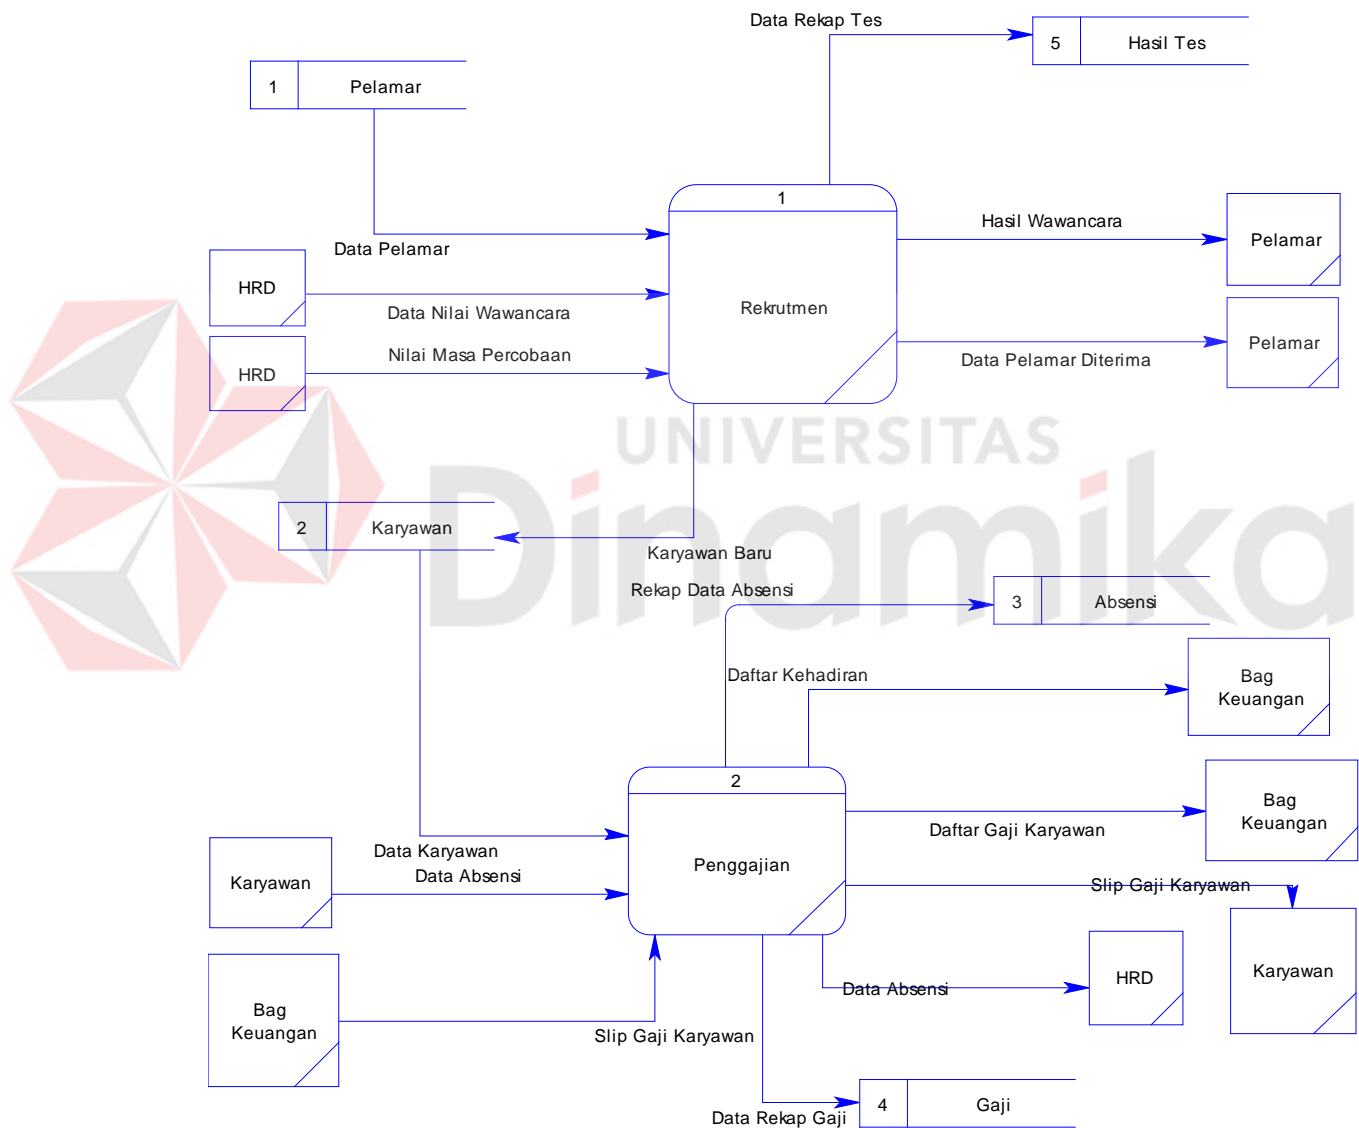 Data Rekap Tes
5 Hasil Tes
1 Pelamar
1
Data Pelamar
Hasil Wawancara
Pelamar
HRD
Data Nilai Wawancara
Rekrutmen
Nilai Masa Percobaan
HRD
Data Pelamar Diterima
Pelamar
UNIVERSITAS
Dinamika
2 Karyawan
Karyawan Baru
Rekap Data Absensi
3 Absensi
Daftar Kehadiran
Bag
Keuangan
2
Penggajian
Daftar Gaji Karyawan
Bag
Keuangan
Data Karyawan
Data Absensi
Karyawan
Slip Gaji Karyawan
Karyawan
Data Absensi
HRD
Bag
Keuangan
Slip Gaji Karyawan
Data Rekap Gaji
4 Gaji